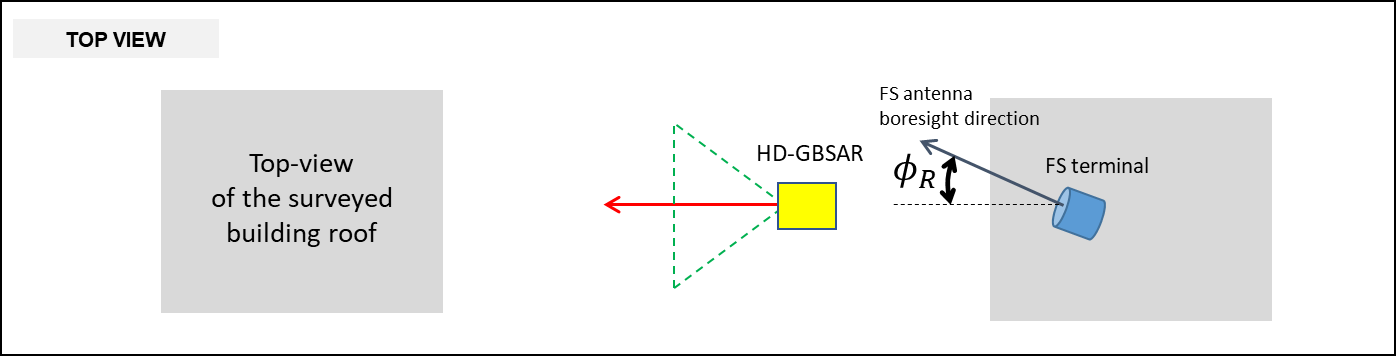 TOP VIEW
FS antenna
boresight direction
HD-GBSAR
Top-view
of the surveyed
building roof
FS terminal
ϕR